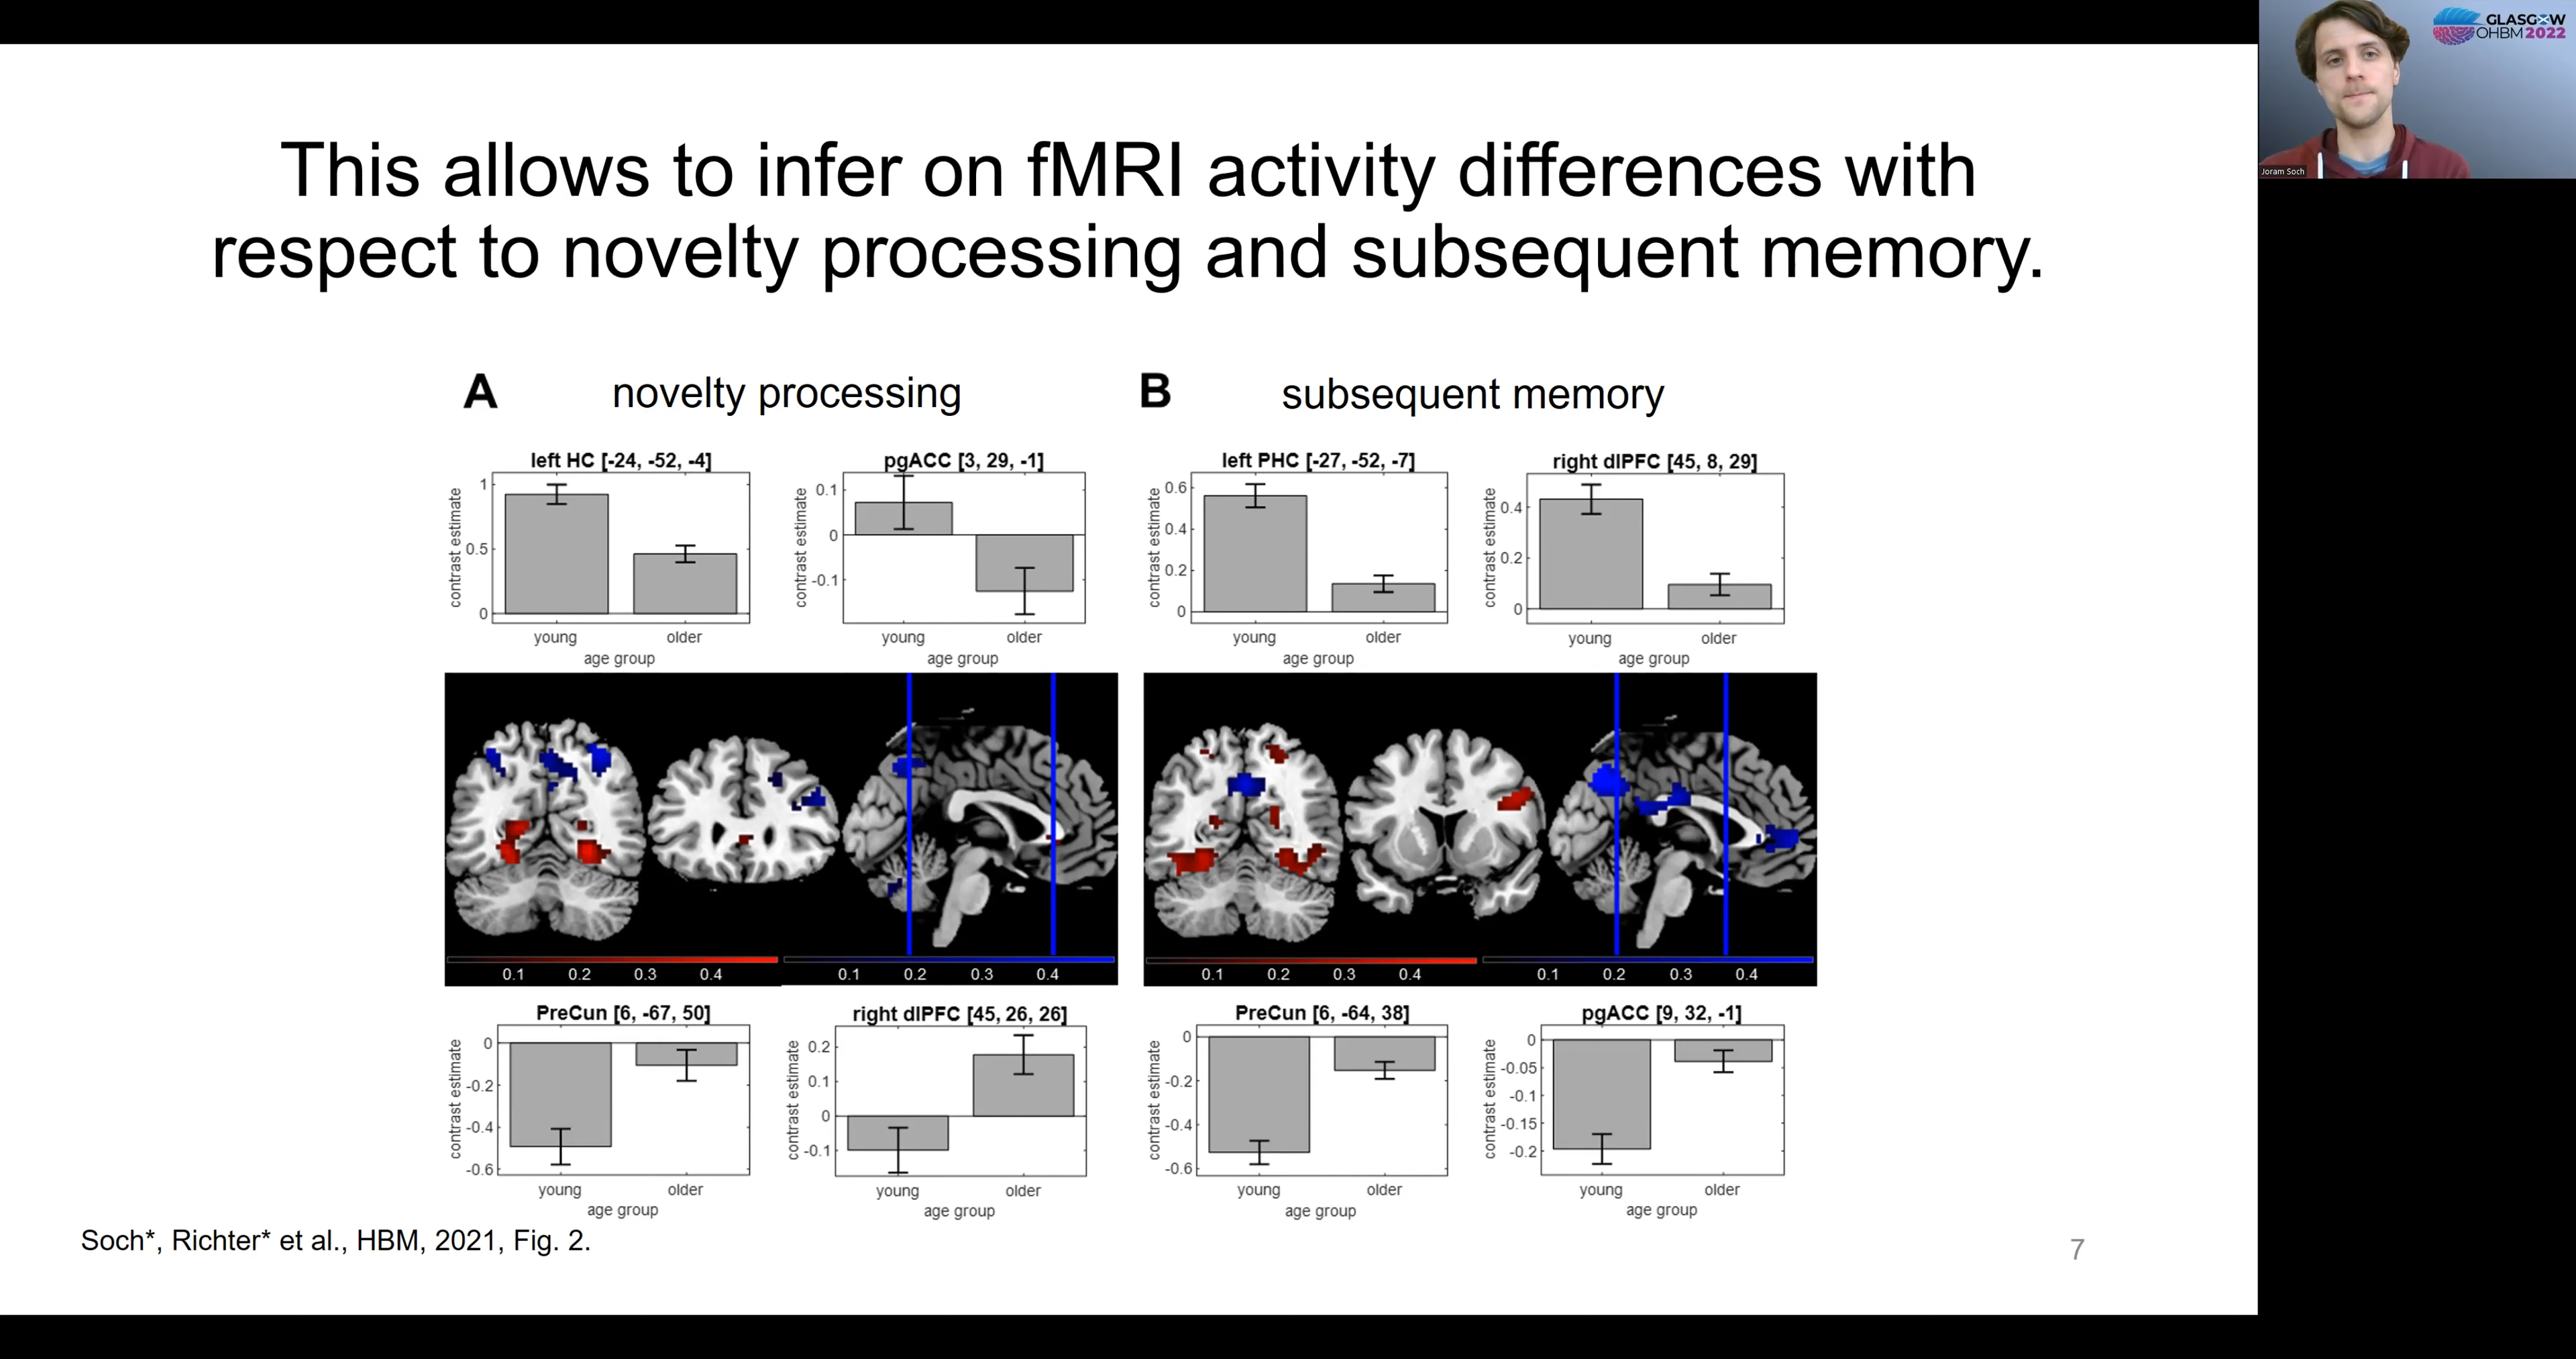 This allows to infer on fMRI activity differences with
respect to novelty processing and subsequent memory.
A
novelty processing
B
subsequent memory
left HC [-24, -52, -4]
contrast estimate
1
0.5
0
young
older
age group
pgACC [3, 29, -1]
contrast estimate
0.1
0
-0.1
young
older
age group
left PHC [-27, -52, -7]
contrast estimate
0.6
0.4
0.2
0
young
older
age group
right dlPFC [45, 8, 29]
contrast estimate
0.4
0.2
0
young
older
age group
0.1 0.2 0.3 0.4
0.1 0.2 0.3 0.4
0.1 0.2 0.3 0.4
0.1 0.2 0.3 0.4
PreCun [6, -67, 50]
contrast estimate
0
-0.2
-0.4
-0.6
young
older
age group
right dlPFC [45, 26, 26]
contrast estimate
0.2
0.1
0
-0.1
young
older
age group
PreCun [6, -64, 38]
contrast estimate
0
-0.2
-0.4
-0.6
young
older
age group
pgACC [9, 32, -1]
contrast estimate
0
-0.05
-0.1
-0.15
-0.2
young
older
age group
Soch*, Richter* et al., HBM, 2021, Fig. 2.
7
GLASGOW
OHBM 2022
Joram Soch